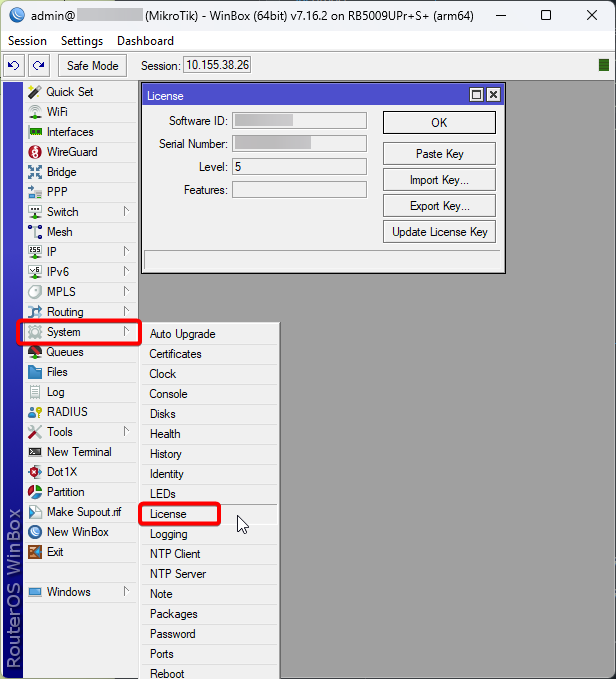 admin@ (MikroTik) - WinBox (64bit) v7.16.2 on RB5009UPr+S+ (arm64)
Session Settings Dashboard
Safe Mode Session: 10.155.38.26
RouterOS WinBox
Quick Set
WiFi
Interfaces
WireGuard
Bridge
PPP
Switch
Mesh
IP
IPv6
MPLS
Routing
System
Queues
Files
Log
RADIUS
Tools
New Terminal
Dot1X
Partition
Make Supout.rif
New WinBox
Exit
Windows
License
Software ID:
Serial Number:
Level: 5
Features:
OK
Paste Key
Import Key...
Export Key...
Update License Key
Auto Upgrade
Certificates
Clock
Console
Disks
Health
History
Identity
LEDs
License
Logging
NTP Client
NTP Server
Note
Packages
Password
Ports
Reboot